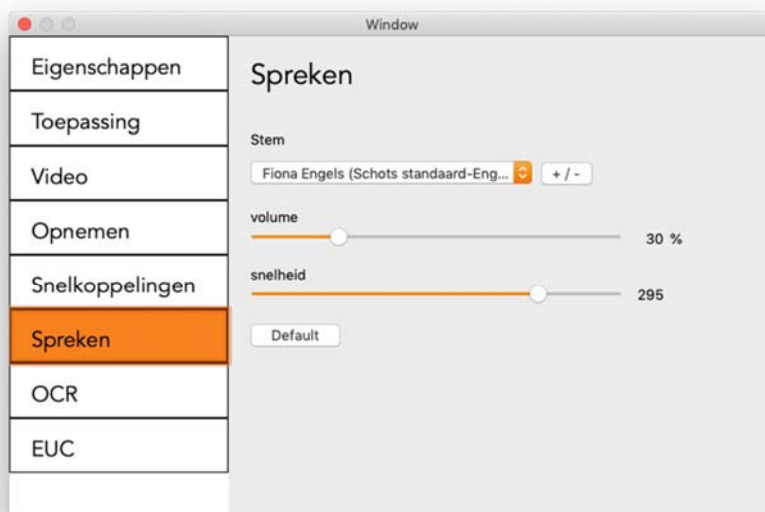 Window
Eigenschappen
Toepassing
Video
Opnemen
Snelkoppelingen
Spreken
OCR
EUC
Spreken
Stem
Fiona Engels (Schots standaard-Eng...
+ / -
volume
30 %
snelheid
295
Default